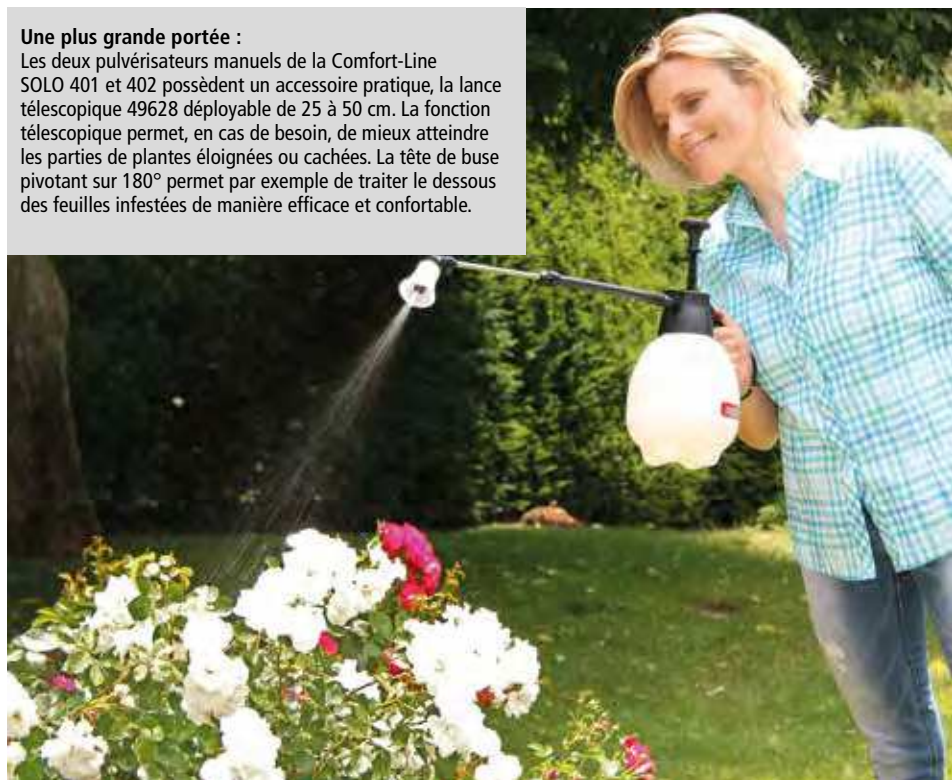 Une plus grande portée :
Les deux pulvérisateurs manuels de la Comfort-Line
SOLO 401 et 402 possèdent un accessoire pratique, la lance
télescopique 49628 déployable de 25 à 50 cm. La fonction
télescopique permet, en cas de besoin, de mieux atteindre
les parties de plantes éloignées ou cachées. La tête de buse
pivotant sur 180° permet par exemple de traiter le dessous
des feuilles infestées de manière efficace et confortable.